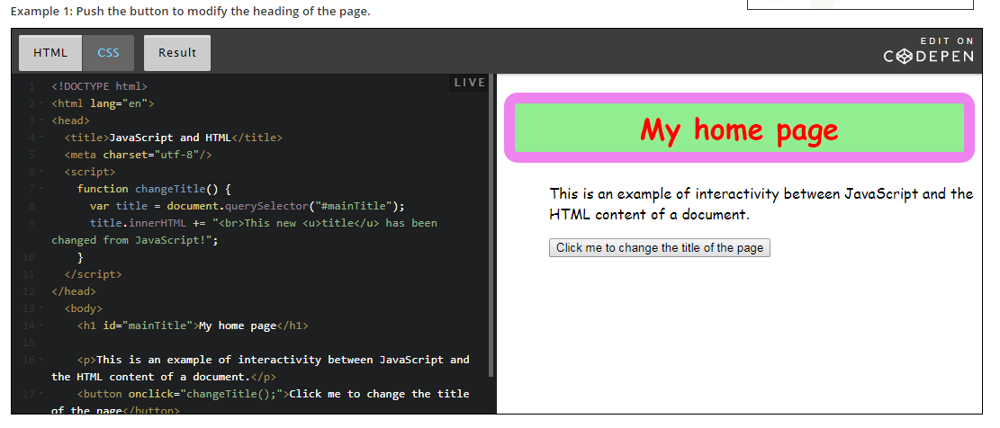 Example 1: Push the button to modify the heading of the page.
HTML CSS Result
EDIT ON
CODEPEN
LIVE
1 <!DOCTYPE html>
2 <html lang="en">
3 <head>
4 <title>JavaScript and HTML</title>
5 <meta charset="utf-8"/>
6 <script>
7 function changeTitle() {
8 var title = document.querySelector("#mainTitle");
9 title.innerHTML += "<br>This new <u>title</u> has been
changed from JavaScript!";
10 }
11 </script>
12 </head>
13 <body>
14 <h1 id="mainTitle">My home page</h1>
15
16 <p>This is an example of interactivity between JavaScript and
the HTML content of a document.</p>
17 <button onclick="changeTitle();">Click me to change the title
of the page</button>
My home page
This is an example of interactivity between JavaScript and the
HTML content of a document.
Click me to change the title of the page